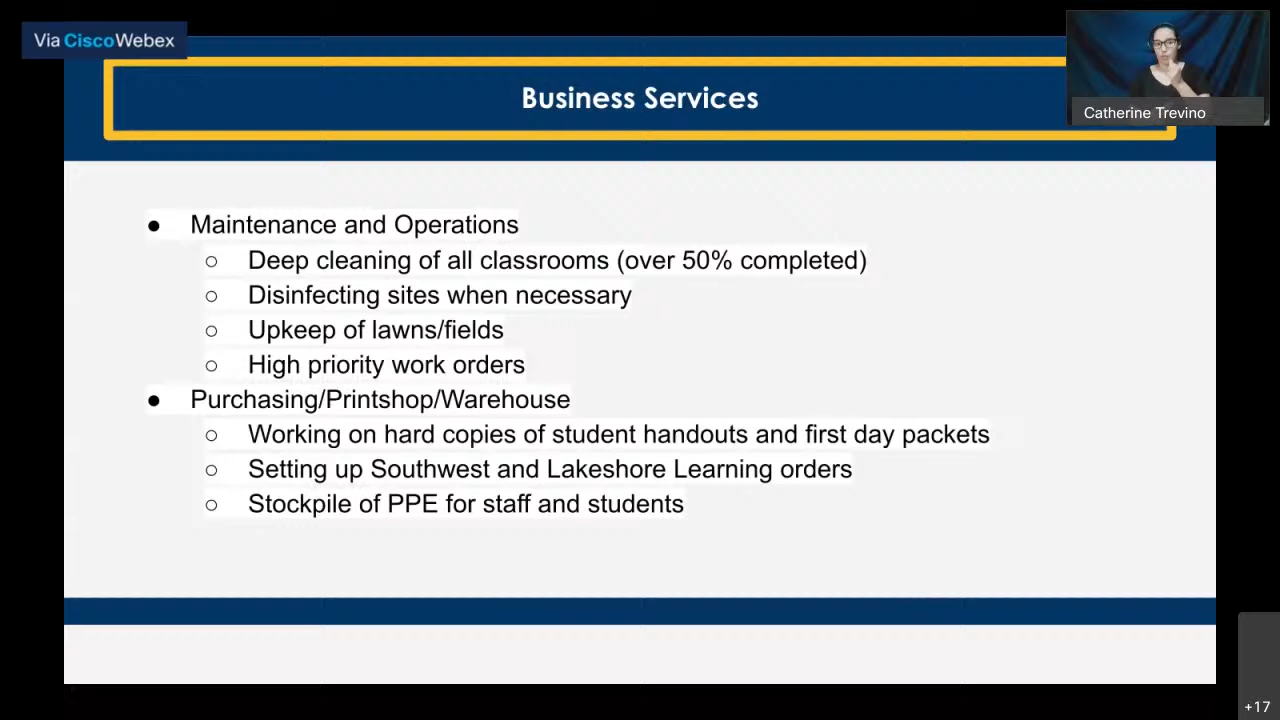 Via CiscoWebex
Business Services
Catherine Trevino
● Maintenance and Operations
○ Deep cleaning of all classrooms (over 50% completed)
○ Disinfecting sites when necessary
○ Upkeep of lawns/fields
○ High priority work orders
● Purchasing/Printshop/Warehouse
○ Working on hard copies of student handouts and first day packets
○ Setting up Southwest and Lakeshore Learning orders
○ Stockpile of PPE for staff and students
+17